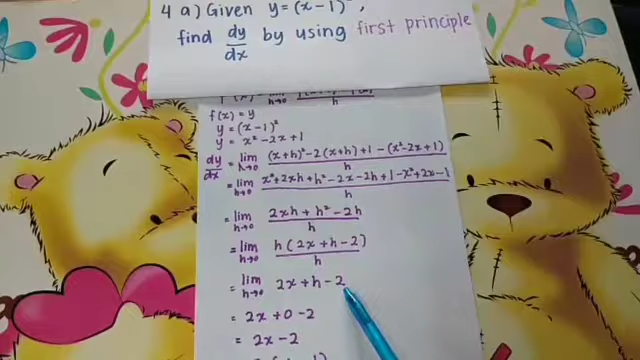 4 a) Given y = (x-1)²,
find dy/dx by using first principle
f(x) = y
y = (x-1)²
y = x² - 2x + 1
dy/dx = lim h→0 (x+h)² - 2(x+h) + 1 - (x² - 2x + 1) / h
= lim h→0 x² + 2xh + h² - 2x - 2h + 1 - x² + 2x - 1 / h
= lim h→0 2xh + h² - 2h / h
= lim h→0 h(2x + h - 2) / h
= lim h→0 2x + h - 2
= 2x + 0 - 2
= 2x - 2